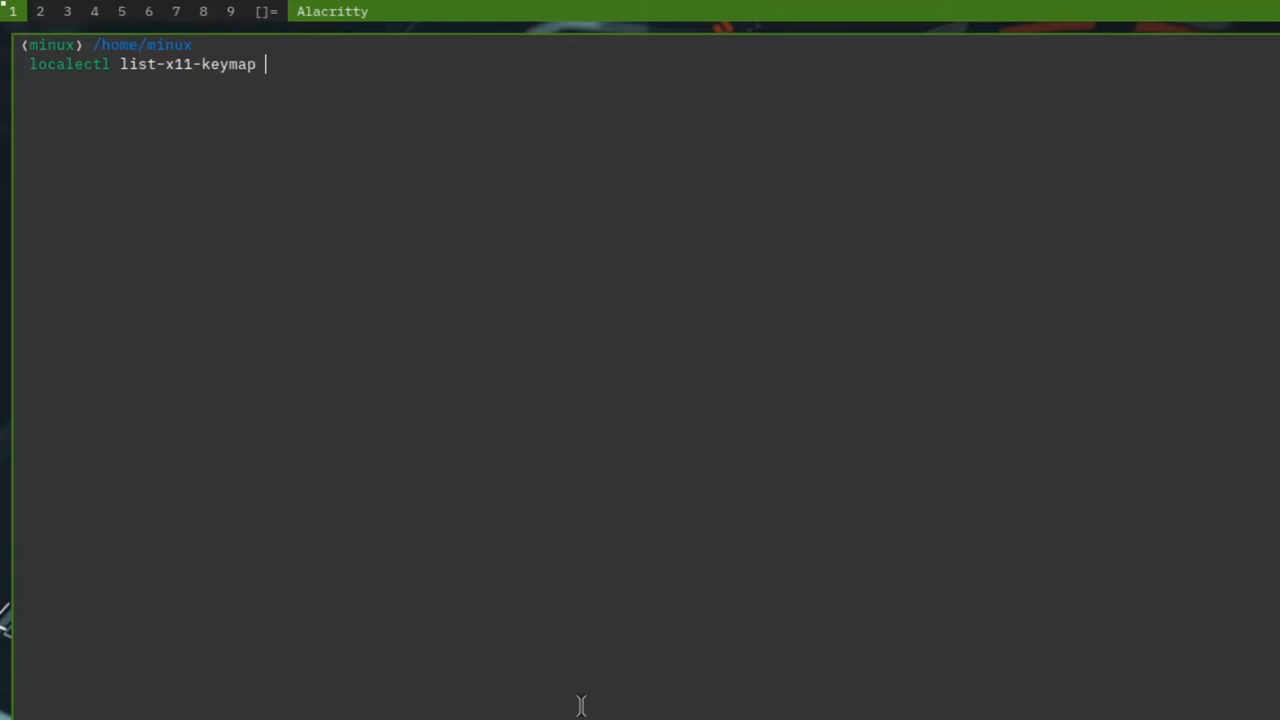 1 2 3 4 5 6 7 8 9 []= Alacritty
(minux) /home/minux
localectl list-x11-keymap